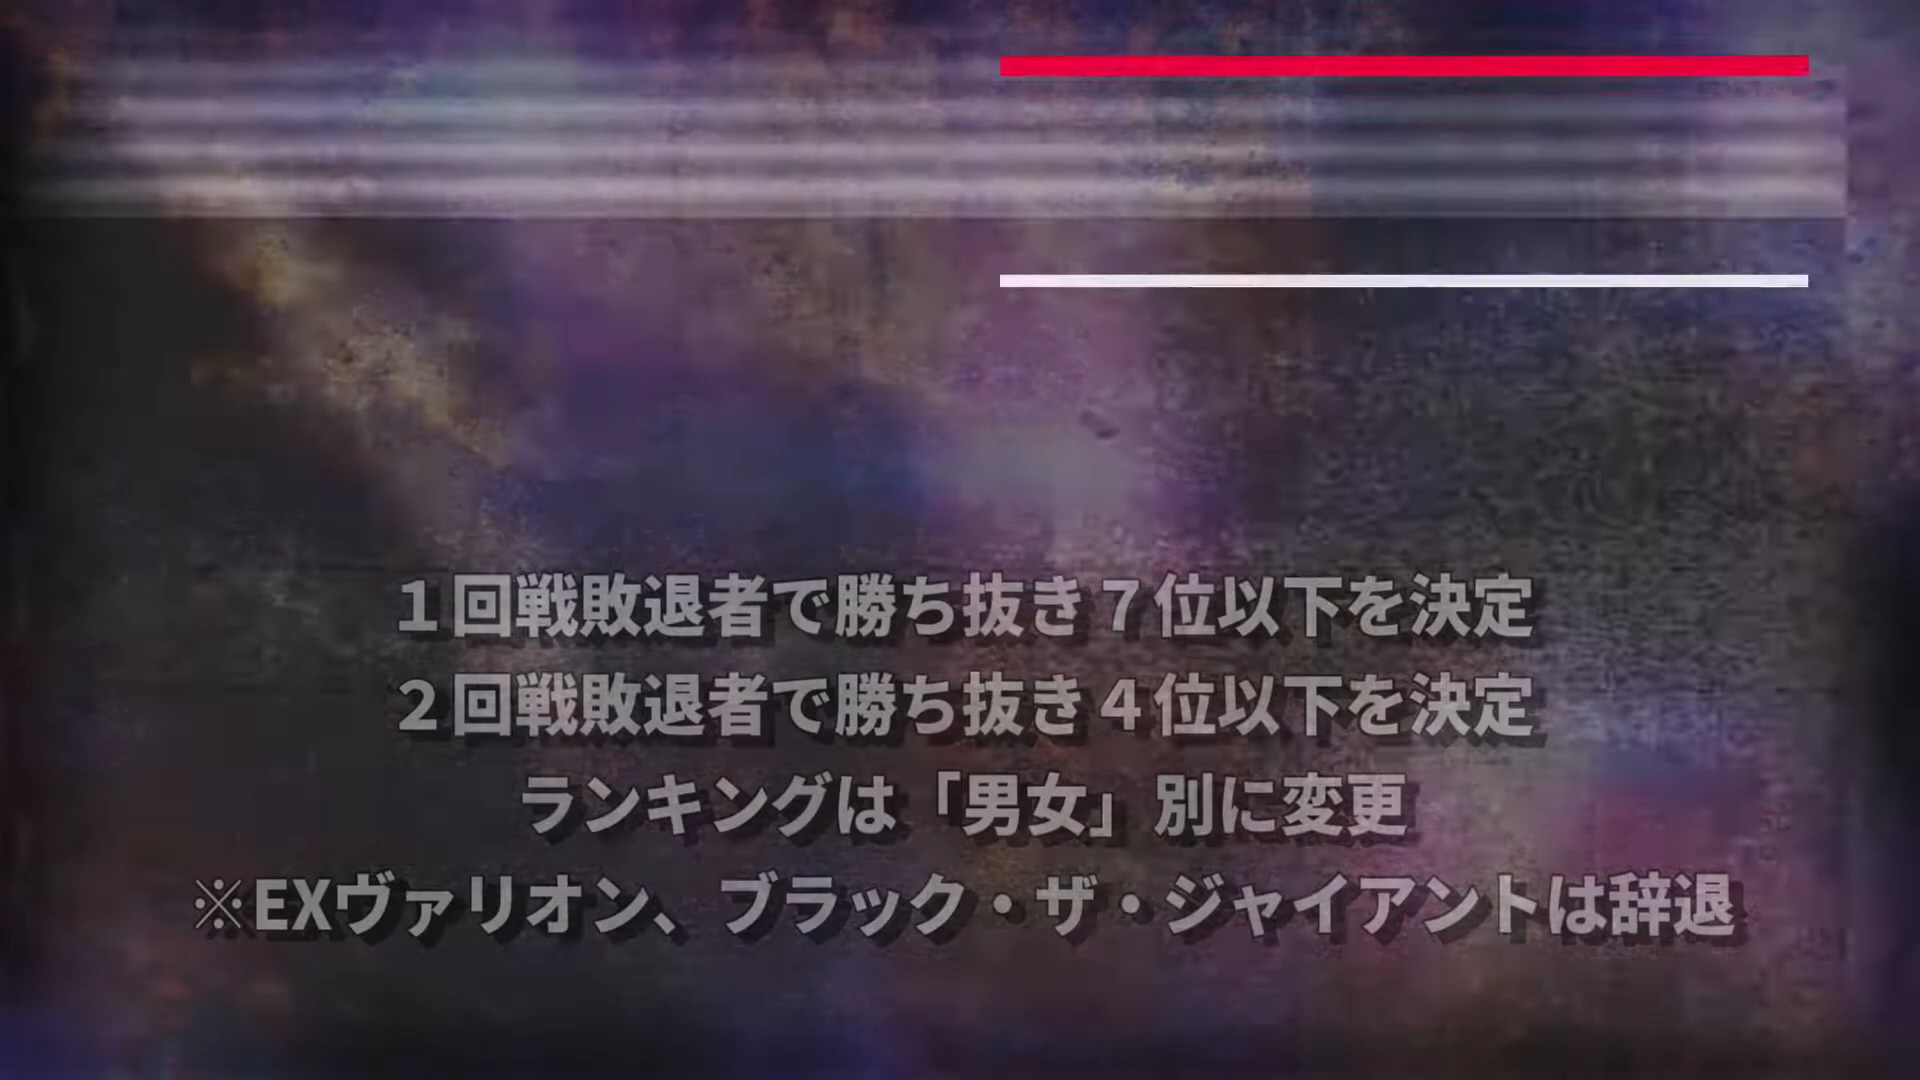 １回戦敗退者で勝ち抜き７位以下を決定
２回戦敗退者で勝ち抜き４位以下を決定
ランキングは「男女」別に変更
※EXヴァリオン、ブラック・ザ・ジャイアントは辞退